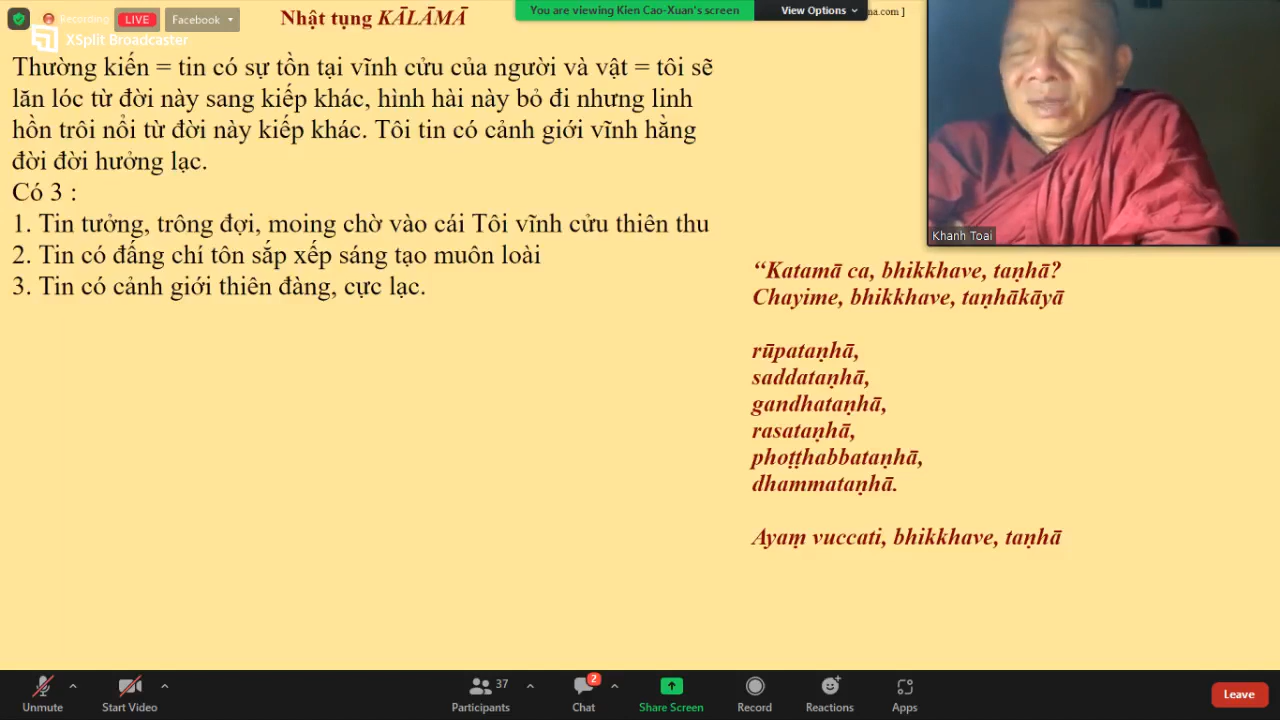 Recording
LIVE
Facebook
XSplit Broadcaster
Nhật tụng KĀLĀMĀ
You are viewing Kien Cao-Xuan's screen
View Options
ma.com ]
Thường kiến = tin có sự tồn tại vĩnh cửu của người và vật = tôi sẽ
lăn lóc từ đời này sang kiếp khác, hình hài này bỏ đi nhưng linh
hồn trôi nổi từ đời này kiếp khác. Tôi tin có cảnh giới vĩnh hằng
đời đời hưởng lạc.
Có 3 :
1. Tin tưởng, trông đợi, moing chờ vào cái Tôi vĩnh cửu thiên thu
2. Tin có đấng chí tôn sắp xếp sáng tạo muôn loài
3. Tin có cảnh giới thiên đàng, cực lạc.
Khanh Toai
“Katamā ca, bhikkhave, taṇhā?
Chayime, bhikkhave, taṇhākāyā
rūpataṇhā,
saddataṇhā,
gandhataṇhā,
rasataṇhā,
phoṭṭhabbataṇhā,
dhammataṇhā.
Ayaṃ vuccati, bhikkhave, taṇhā
Unmute
Start Video
37
Participants
2
Chat
Share Screen
Record
Reactions
Apps
Leave